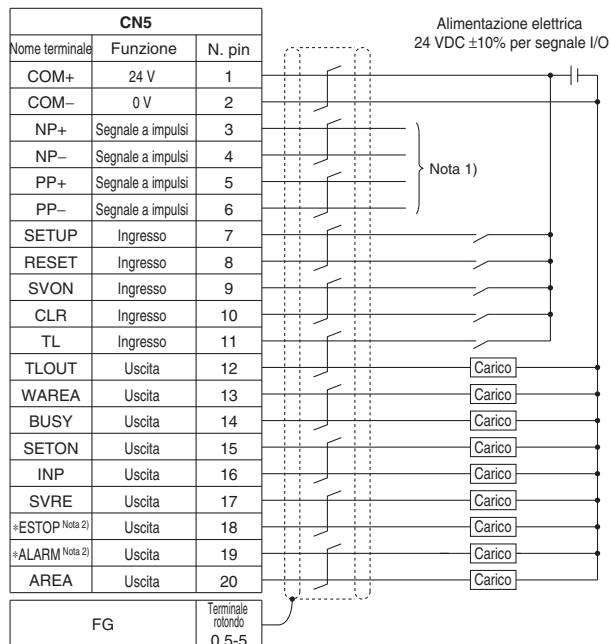 CN5
Alimentazione elettrica
24 VDC ±10% per segnale I/O
Nome terminale Funzione N. pin
COM+ 24 V 1
COM− 0 V 2
NP+ Segnale a impulsi 3
NP− Segnale a impulsi 4
Nota 1)
PP+ Segnale a impulsi 5
PP− Segnale a impulsi 6
SETUP Ingresso 7
RESET Ingresso 8
SVON Ingresso 9
CLR Ingresso 10
TL Ingresso 11
TLOUT Uscita 12 Carico
WAREA Uscita 13 Carico
BUSY Uscita 14 Carico
SETON Uscita 15 Carico
INP Uscita 16 Carico
SVRE Uscita 17 Carico
*ESTOP Nota 2) Uscita 18 Carico
*ALARM Nota 2) Uscita 19 Carico
AREA Uscita 20 Carico
FG Terminale
rotondo
0.5-5